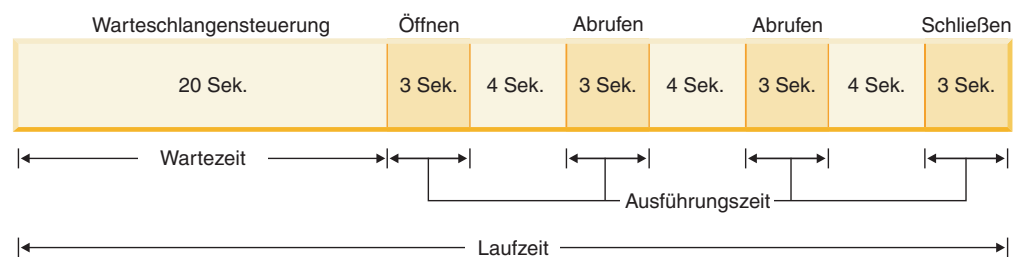 Warteschlangensteuerung Öffnen Abrufen Abrufen Schließen
20 Sek. 3 Sek. 4 Sek. 3 Sek. 4 Sek. 3 Sek. 4 Sek. 3 Sek.
Wartezeit
Ausführungszeit
Laufzeit